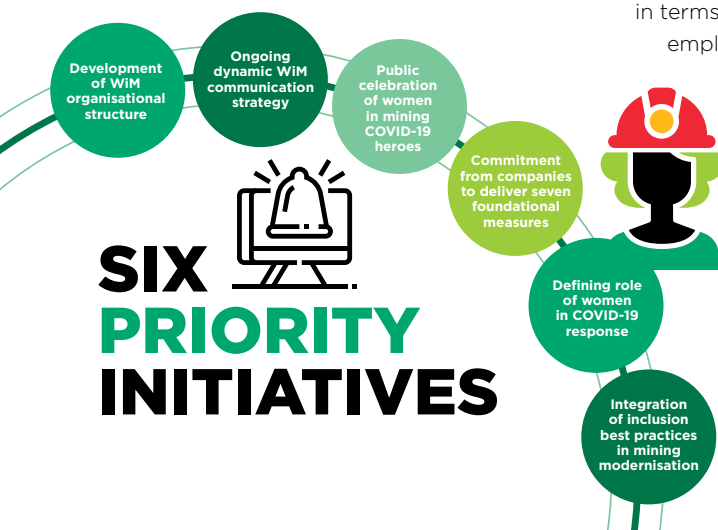 in terms
empl
Development
of WiM
organisational
structure
Ongoing
dynamic WiM
communication
strategy
Public
celebration
of women
in mining
COVID-19
heroes
Commitment
from companies
to deliver seven
foundational
measures
Defining role
of women
in COVID-19
response
Integration
of inclusion
best practices
in mining
modernisation
SIX
PRIORITY
INITIATIVES